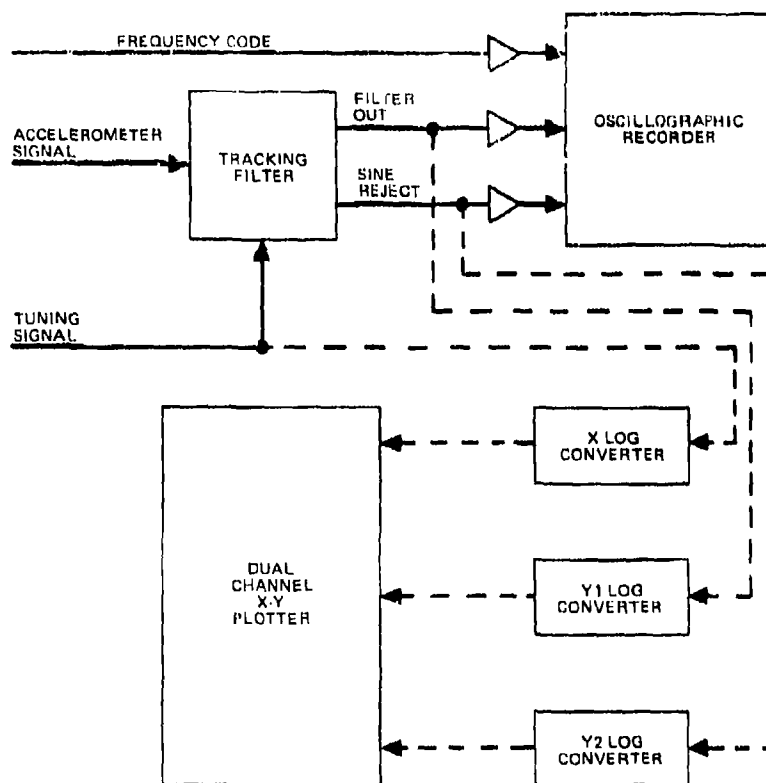 FREQUENCY CODE
FILTER
OUT
OSCILLOGRAPHIC
RECORDER
ACCELEROMETER
SIGNAL
TRACKING
FILTER
SINE
REJECT
TUNING
SIGNAL
X LOG
CONVERTER
DUAL
CHANNEL
X-Y
PLOTTER
Y1 LOG
CONVERTER
Y2 LOG
CONVERTER